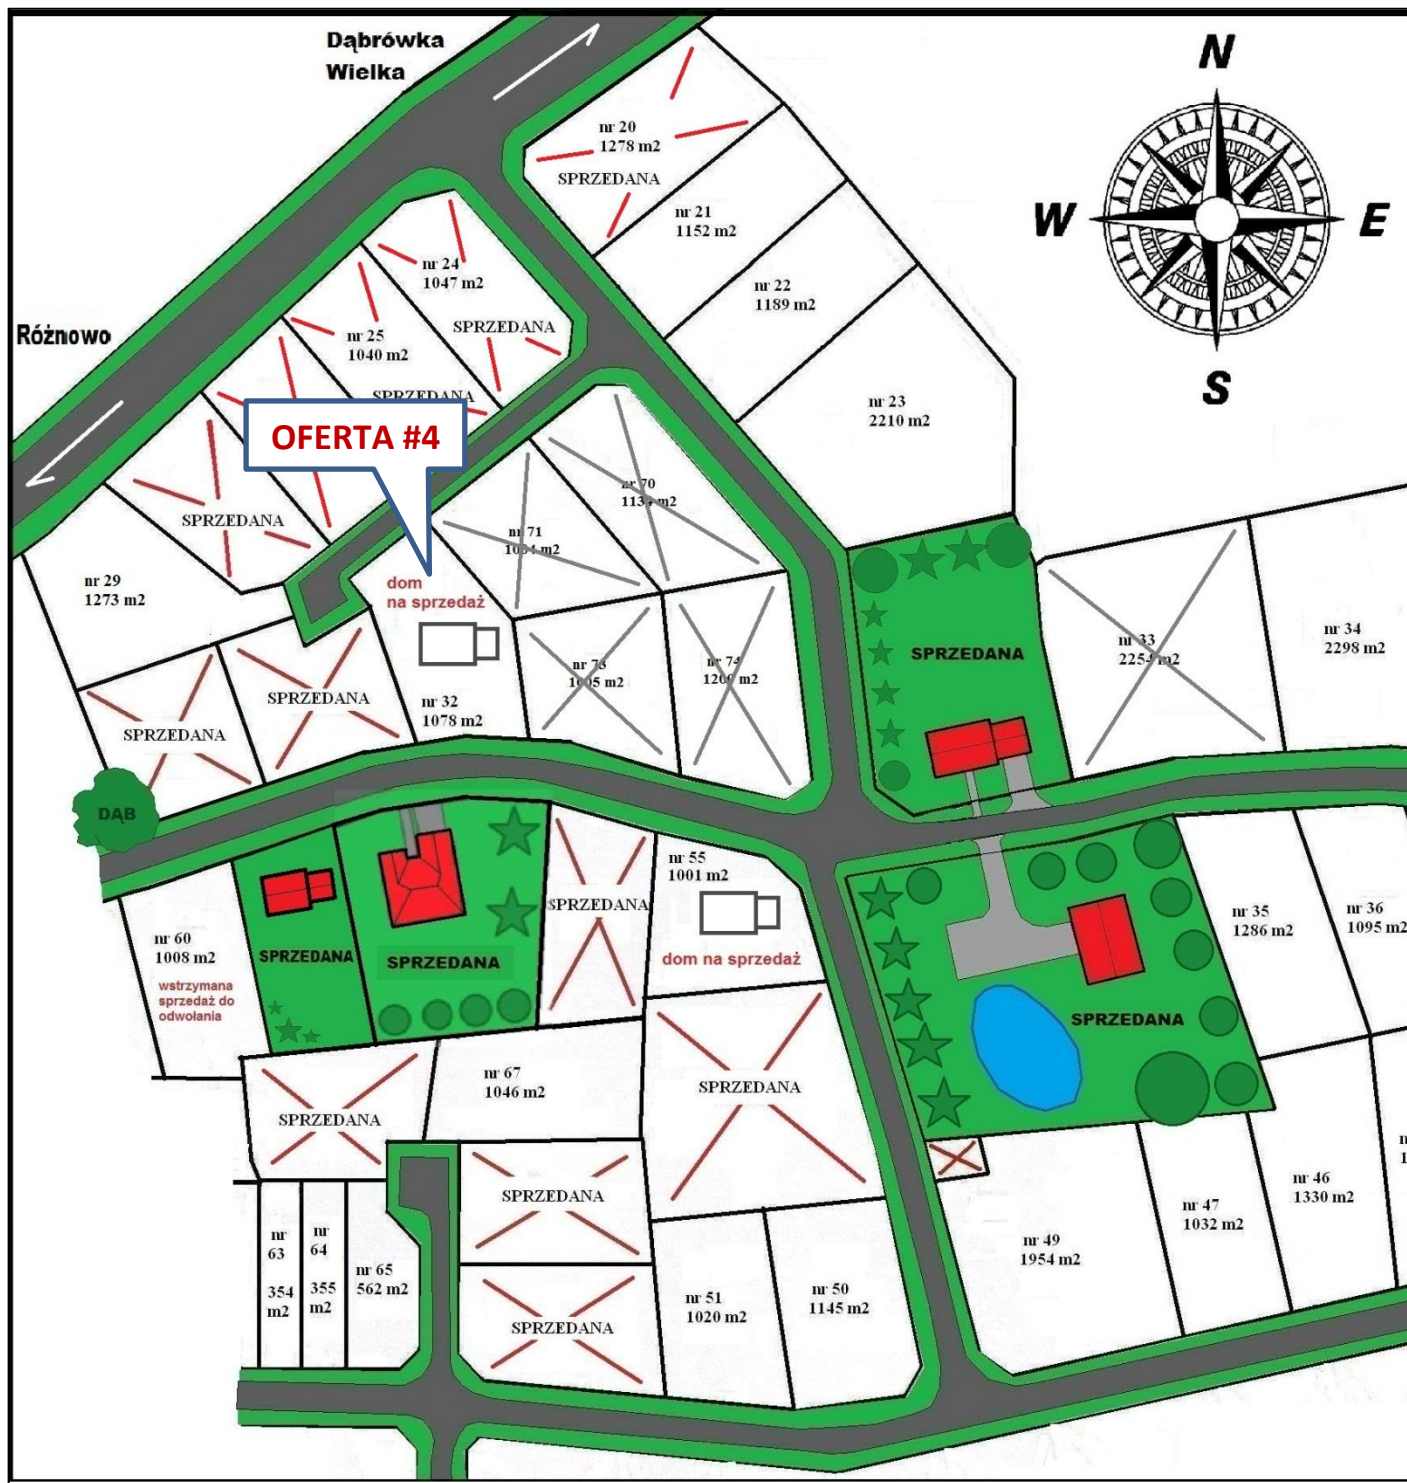 Dąbrówka
Wielka
N
W
E
S
Różnowo
nr 20
1278 m2
SPRZEDANA
nr 21
1152 m2
nr 22
1189 m2
nr 23
2210 m2
nr 24
1047 m2
SPRZEDANA
nr 25
1040 m2
SPRZEDANA
OFERTA #4
SPRZEDANA
nr 29
1273 m2
nr 70
nr 71
dom
na sprzedaż
nr 32
1078 m2
nr 73
nr 74
SPRZEDANA
SPRZEDANA
SPRZEDANA
nr 33
nr 34
2298 m2
DĄB
nr 60
1008 m2
wstrzymana
sprzedaż do
odwołania
SPRZEDANA
SPRZEDANA
SPRZEDANA
nr 55
1001 m2
dom na sprzedaż
nr 35
1286 m2
nr 36
1095 m2
SPRZEDANA
nr 67
1046 m2
SPRZEDANA
SPRZEDANA
SPRZEDANA
SPRZEDANA
nr
63
354
m2
nr
64
355
m2
nr 65
562 m2
nr 51
1020 m2
nr 50
1145 m2
nr 49
1954 m2
nr 47
1032 m2
nr 46
1330 m2